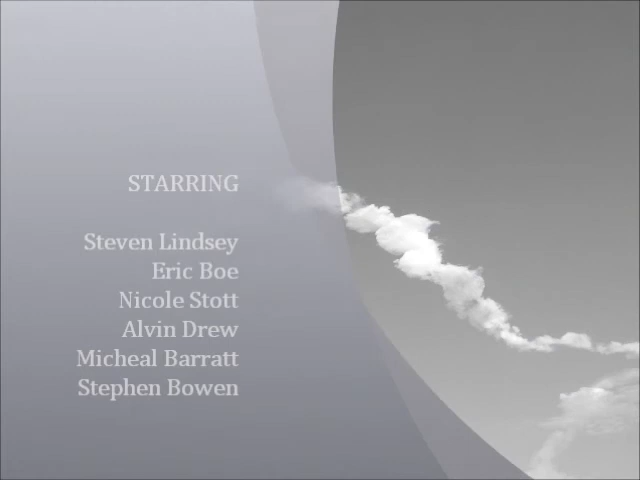 STARRING
Steven Lindsey
Eric Boe
Nicole Stott
Alvin Drew
Micheal Barratt
Stephen Bowen